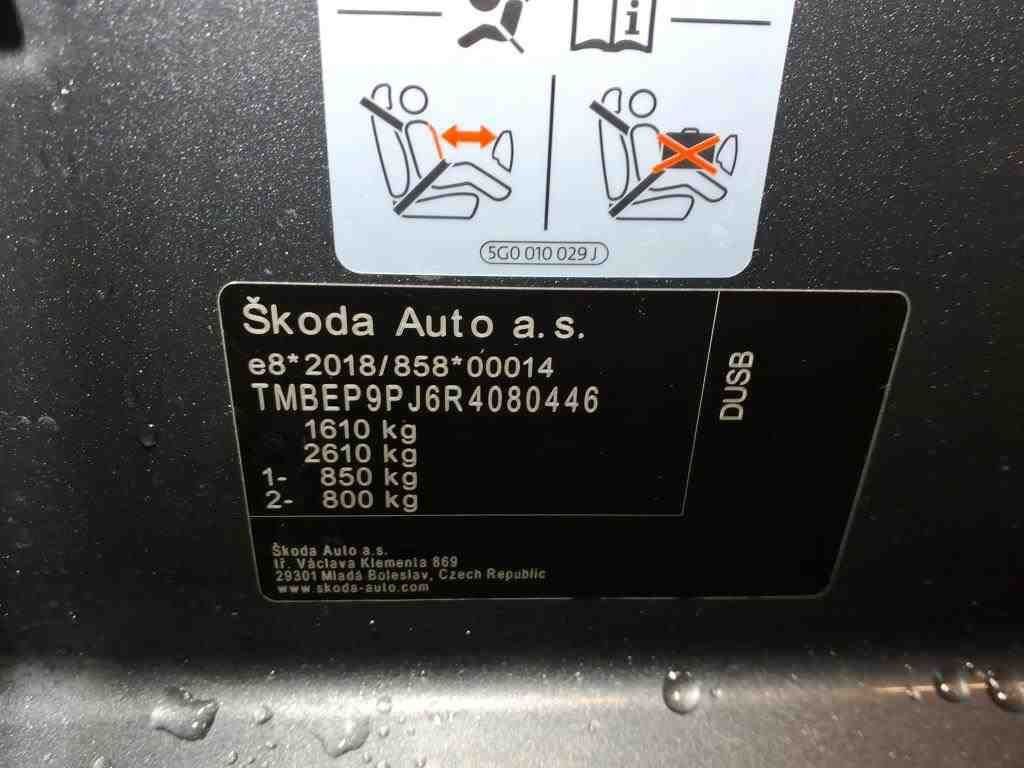 i
5G0 010 029 J
Škoda Auto a.s.
e8*2018/858*00014
TMBEP9PJ6R4080446
1610 kg
2610 kg
1- 850 kg
2- 800 kg
DUSB
Škoda Auto a.s.
tř. Václava Klementa 869
29301 Mladá Boleslav, Czech Republic
www.skoda-auto.com